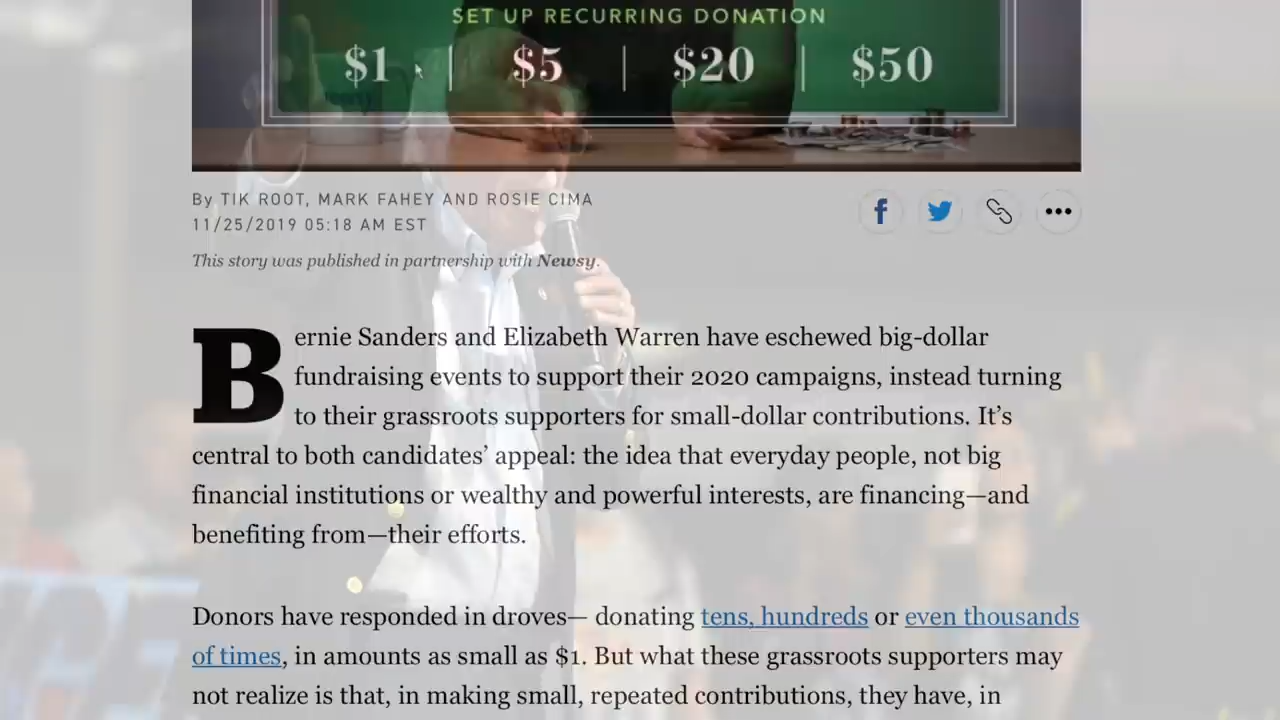 SET UP RECURRING DONATION
$1 | $5 | $20 | $50
By TIK ROOT, MARK FAHEY AND ROSIE CIMA
11/25/2019 05:18 AM EST
This story was published in partnership with Newsy.
Bernie Sanders and Elizabeth Warren have eschewed big-dollar
fundraising events to support their 2020 campaigns, instead turning
to their grassroots supporters for small-dollar contributions. It’s
central to both candidates’ appeal: the idea that everyday people, not big
financial institutions or wealthy and powerful interests, are financing—and
benefiting from—their efforts.
Donors have responded in droves— donating tens, hundreds or even thousands
of times, in amounts as small as $1. But what these grassroots supporters may
not realize is that, in making small, repeated contributions, they have, in